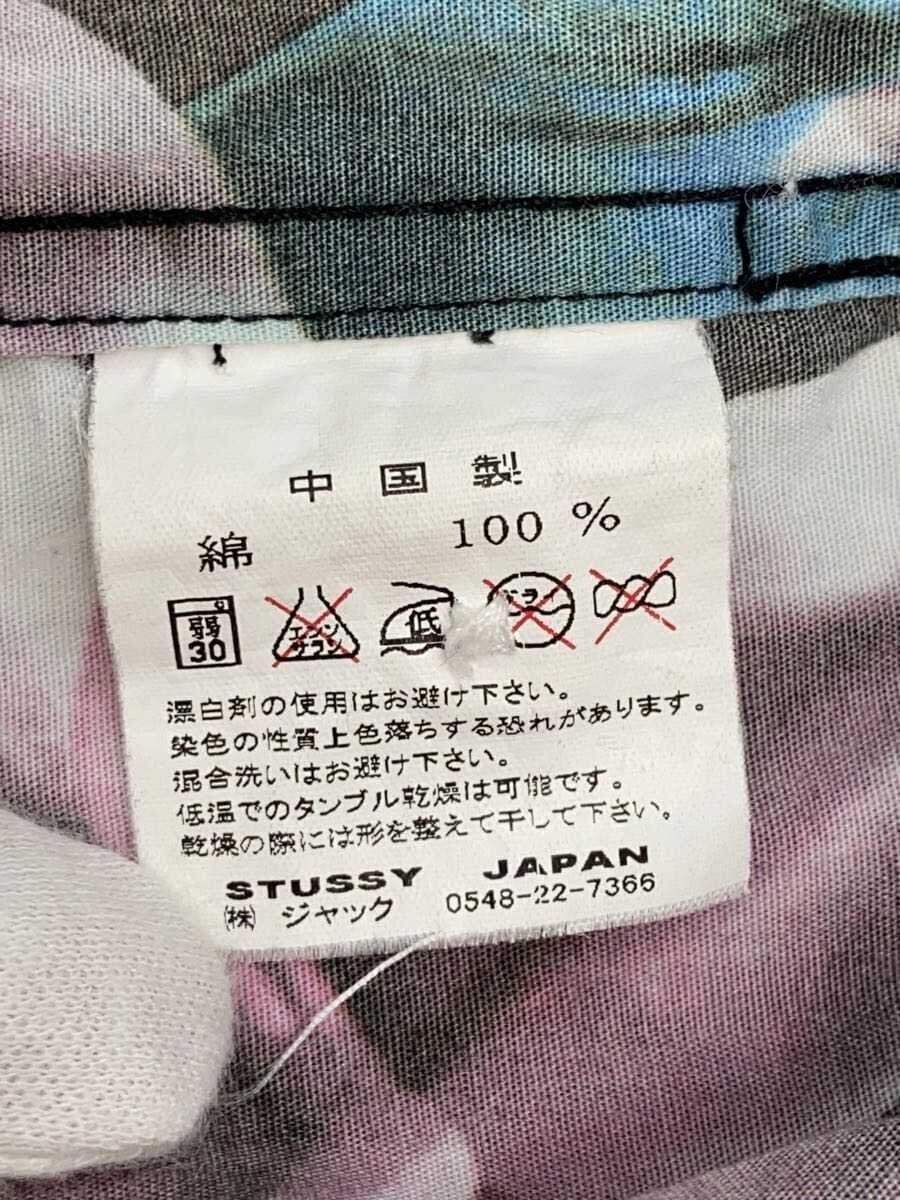 中国製
綿 100 %
弱 30 エンソ サラシ 低 ドライ
漂白剤の使用はお避け下さい。
染色の性質上色落ちする恐れがあります。
混合洗いはお避け下さい。
低温でのタンブル乾燥は可能です。
乾燥の際には形を整えて干して下さい。
STUSSY JAPAN
㈱ ジャック 0548-22-7366